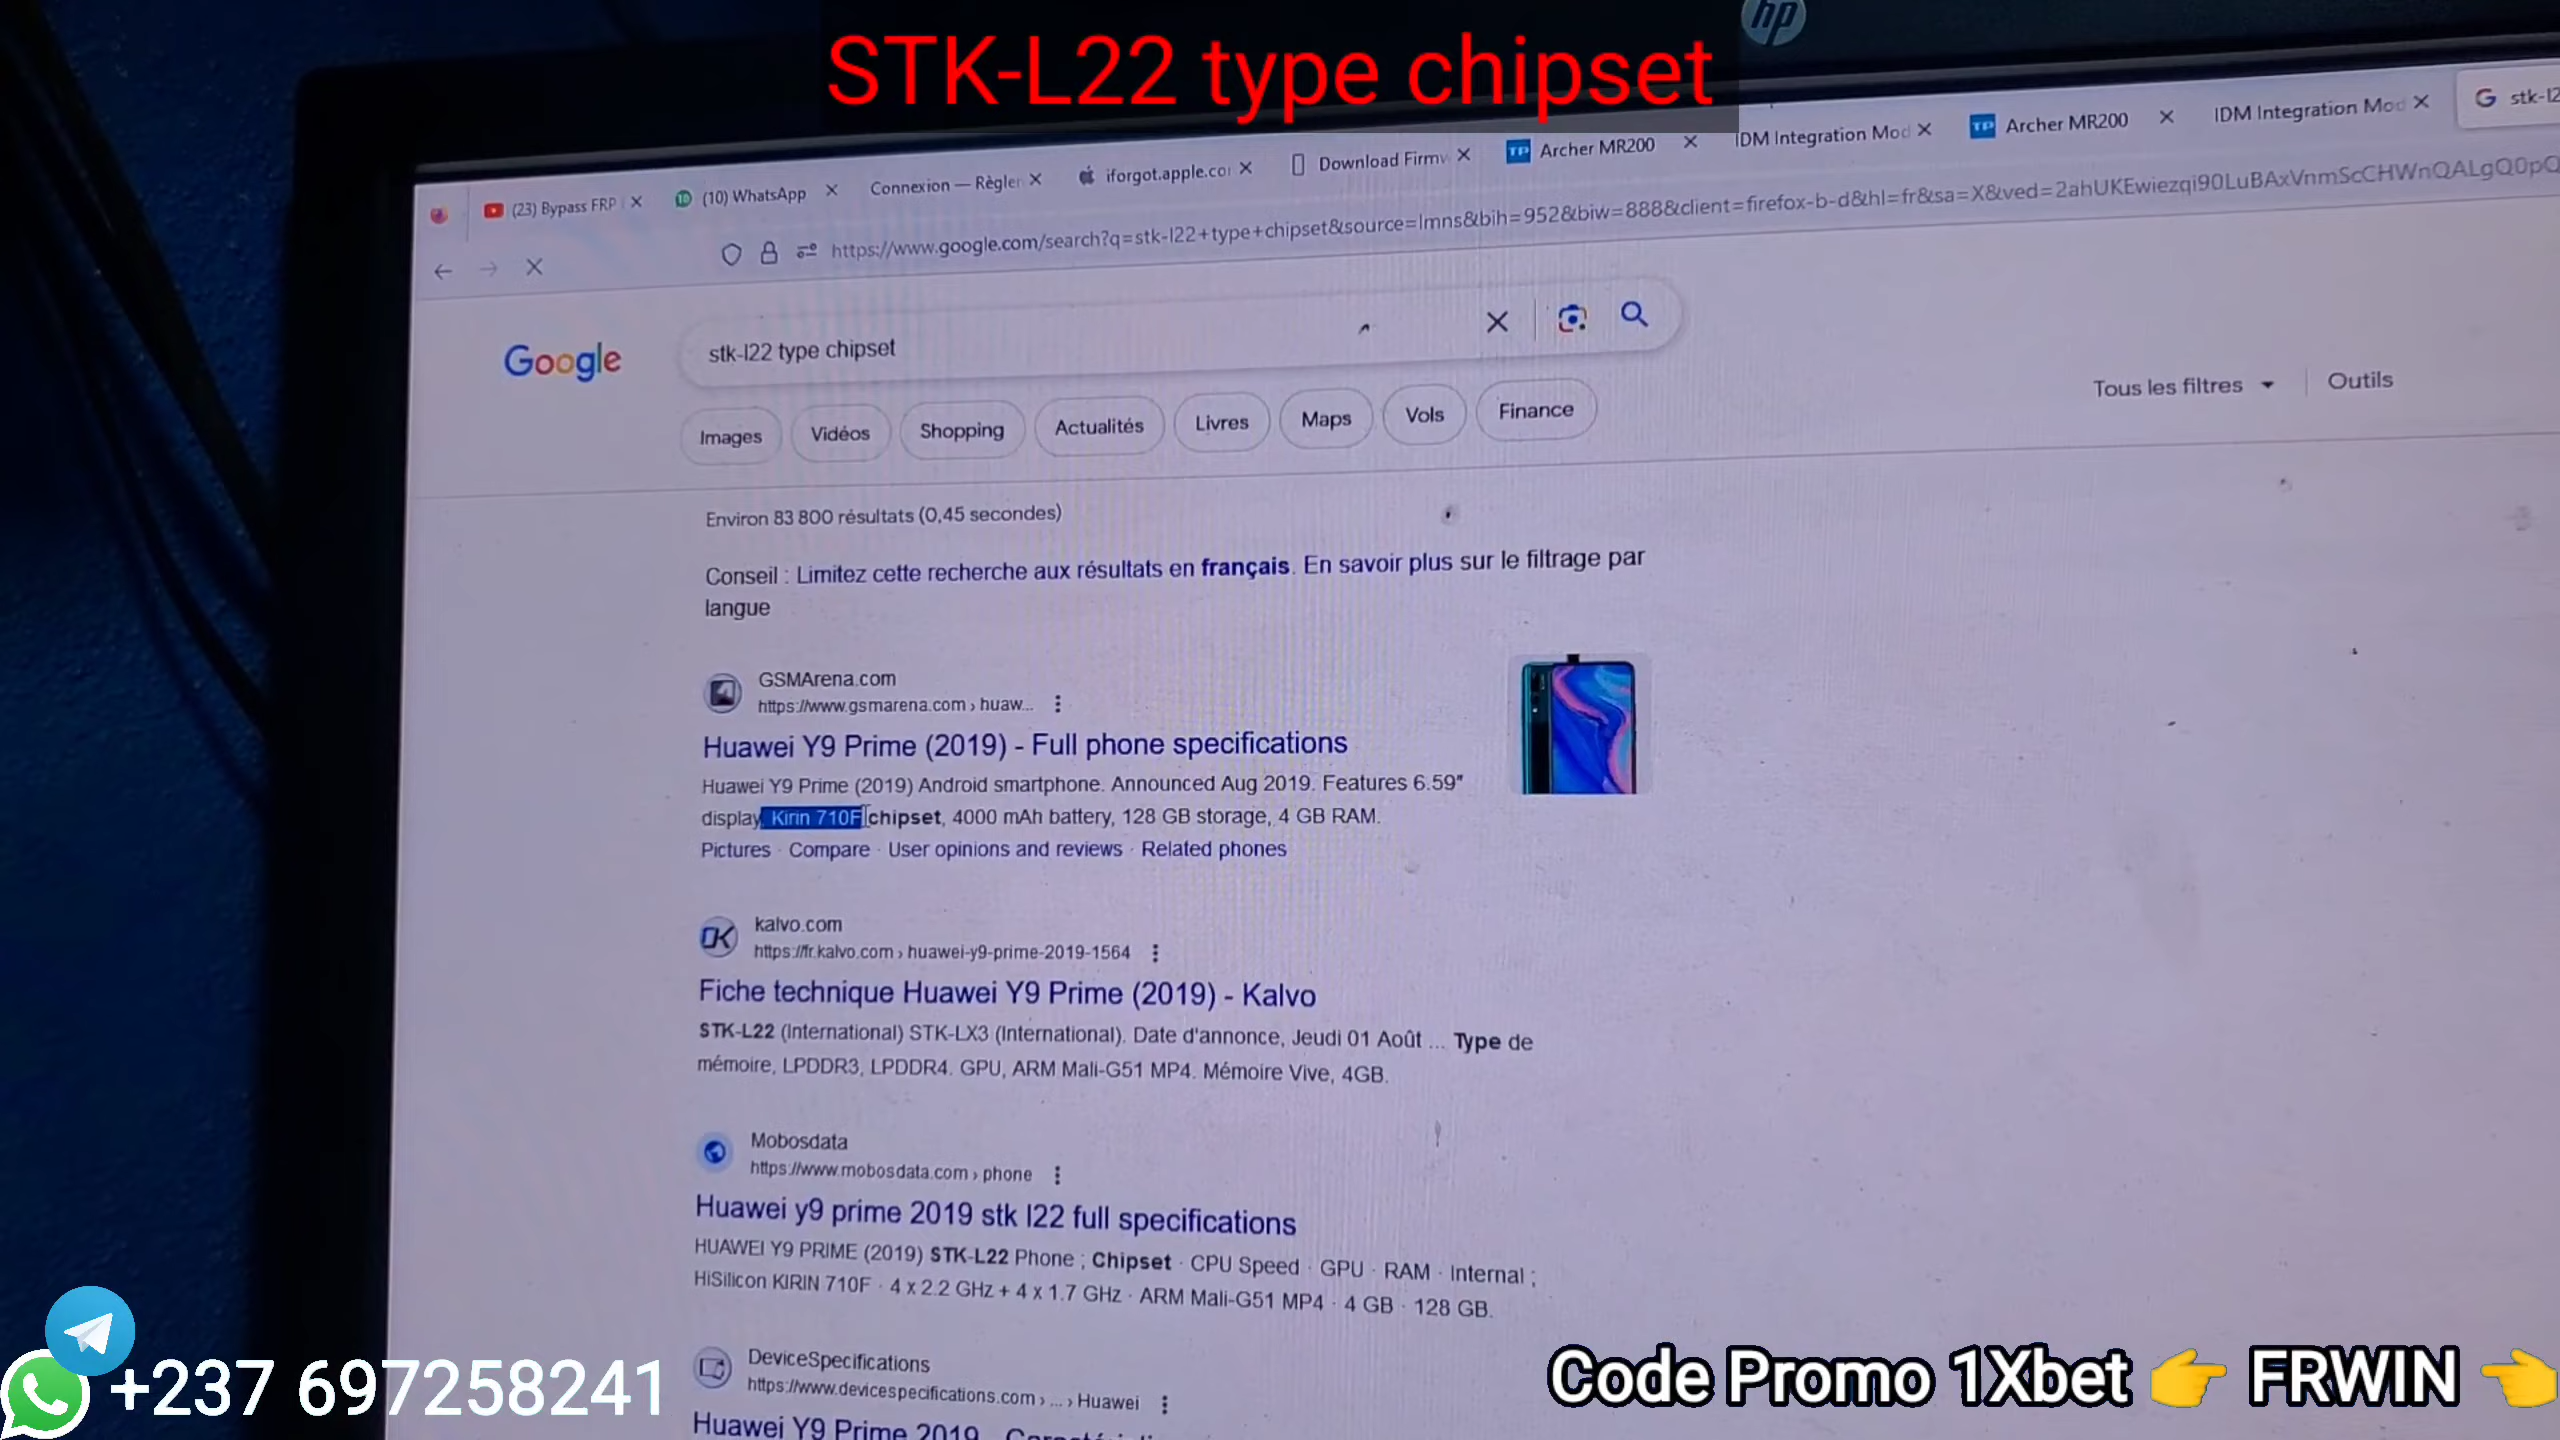 hp
STK-L22 type chipset
(23) Bypass FRP
(10) WhatsApp
Connexion — Règler
iforgot.apple.co
Download Firmw
TP Archer MR200
IDM Integration Mod
TP Archer MR200
IDM Integration Mod
G stk-l2
https://www.google.com/search?q=stk-l22+type+chipset&source=lmns&bih=952&biw=888&client=firefox-b-d&hl=fr&sa=X&ved=2ahUKEwiezqi90LuBAxVnmScCHWnQALgQ0pQ
Google
stk-l22 type chipset
Images Vidéos Shopping Actualités Livres Maps Vols Finance
Tous les filtres Outils
Environ 83 800 résultats (0,45 secondes)
Conseil : Limitez cette recherche aux résultats en français. En savoir plus sur le filtrage par
langue
GSMArena.com
https://www.gsmarena.com › huaw...
Huawei Y9 Prime (2019) - Full phone specifications
Huawei Y9 Prime (2019) Android smartphone. Announced Aug 2019. Features 6.59″
display, Kirin 710F chipset, 4000 mAh battery, 128 GB storage, 4 GB RAM.
Pictures · Compare · User opinions and reviews · Related phones
kalvo.com
https://fr.kalvo.com › huawei-y9-prime-2019-1564
Fiche technique Huawei Y9 Prime (2019) - Kalvo
STK-L22 (International) STK-LX3 (International). Date d'annonce, Jeudi 01 Août ... Type de
mémoire, LPDDR3, LPDDR4. GPU, ARM Mali-G51 MP4. Mémoire Vive, 4GB.
Mobosdata
https://www.mobosdata.com › phone
Huawei y9 prime 2019 stk l22 full specifications
HUAWEI Y9 PRIME (2019) STK-L22 Phone ; Chipset · CPU Speed · GPU · RAM · Internal ;
HiSilicon KIRIN 710F · 4 x 2.2 GHz + 4 x 1.7 GHz · ARM Mali-G51 MP4 · 4 GB · 128 GB.
DeviceSpecifications
https://www.devicespecifications.com › ... › Huawei
Huawei Y9 Prime 2019
+237 697258241
Code Promo 1Xbet 👉 FRWIN 👈